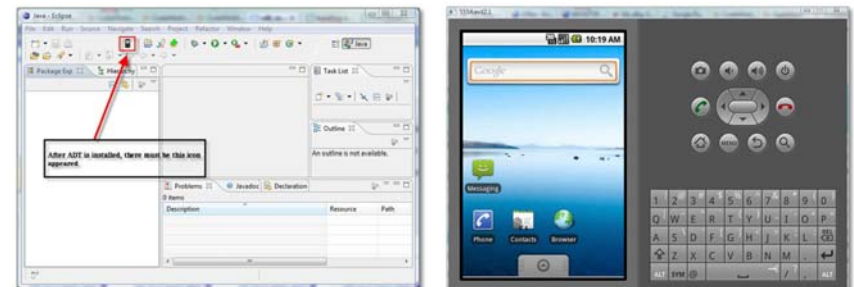 Java - Eclipse
File Edit Run Source Navigate Search Project Refactor Window Help
Java
Package Exp
Hierarchy
Task List
After ADT is installed, there must be this icon
appeared.
Outline
An outline is not available.
Problems
Javadoc
Declaration
0 items
Description
Resource
Path
10:19 AM
Google
MENU
Messaging
Phone
Contacts
Browser
1 2 3 4 5 6 7 8 9 0
Q W E R T Y U I O P
A S D F G H J K L DEL
Z X C V B N M .
ALT SYM @ / , ALT